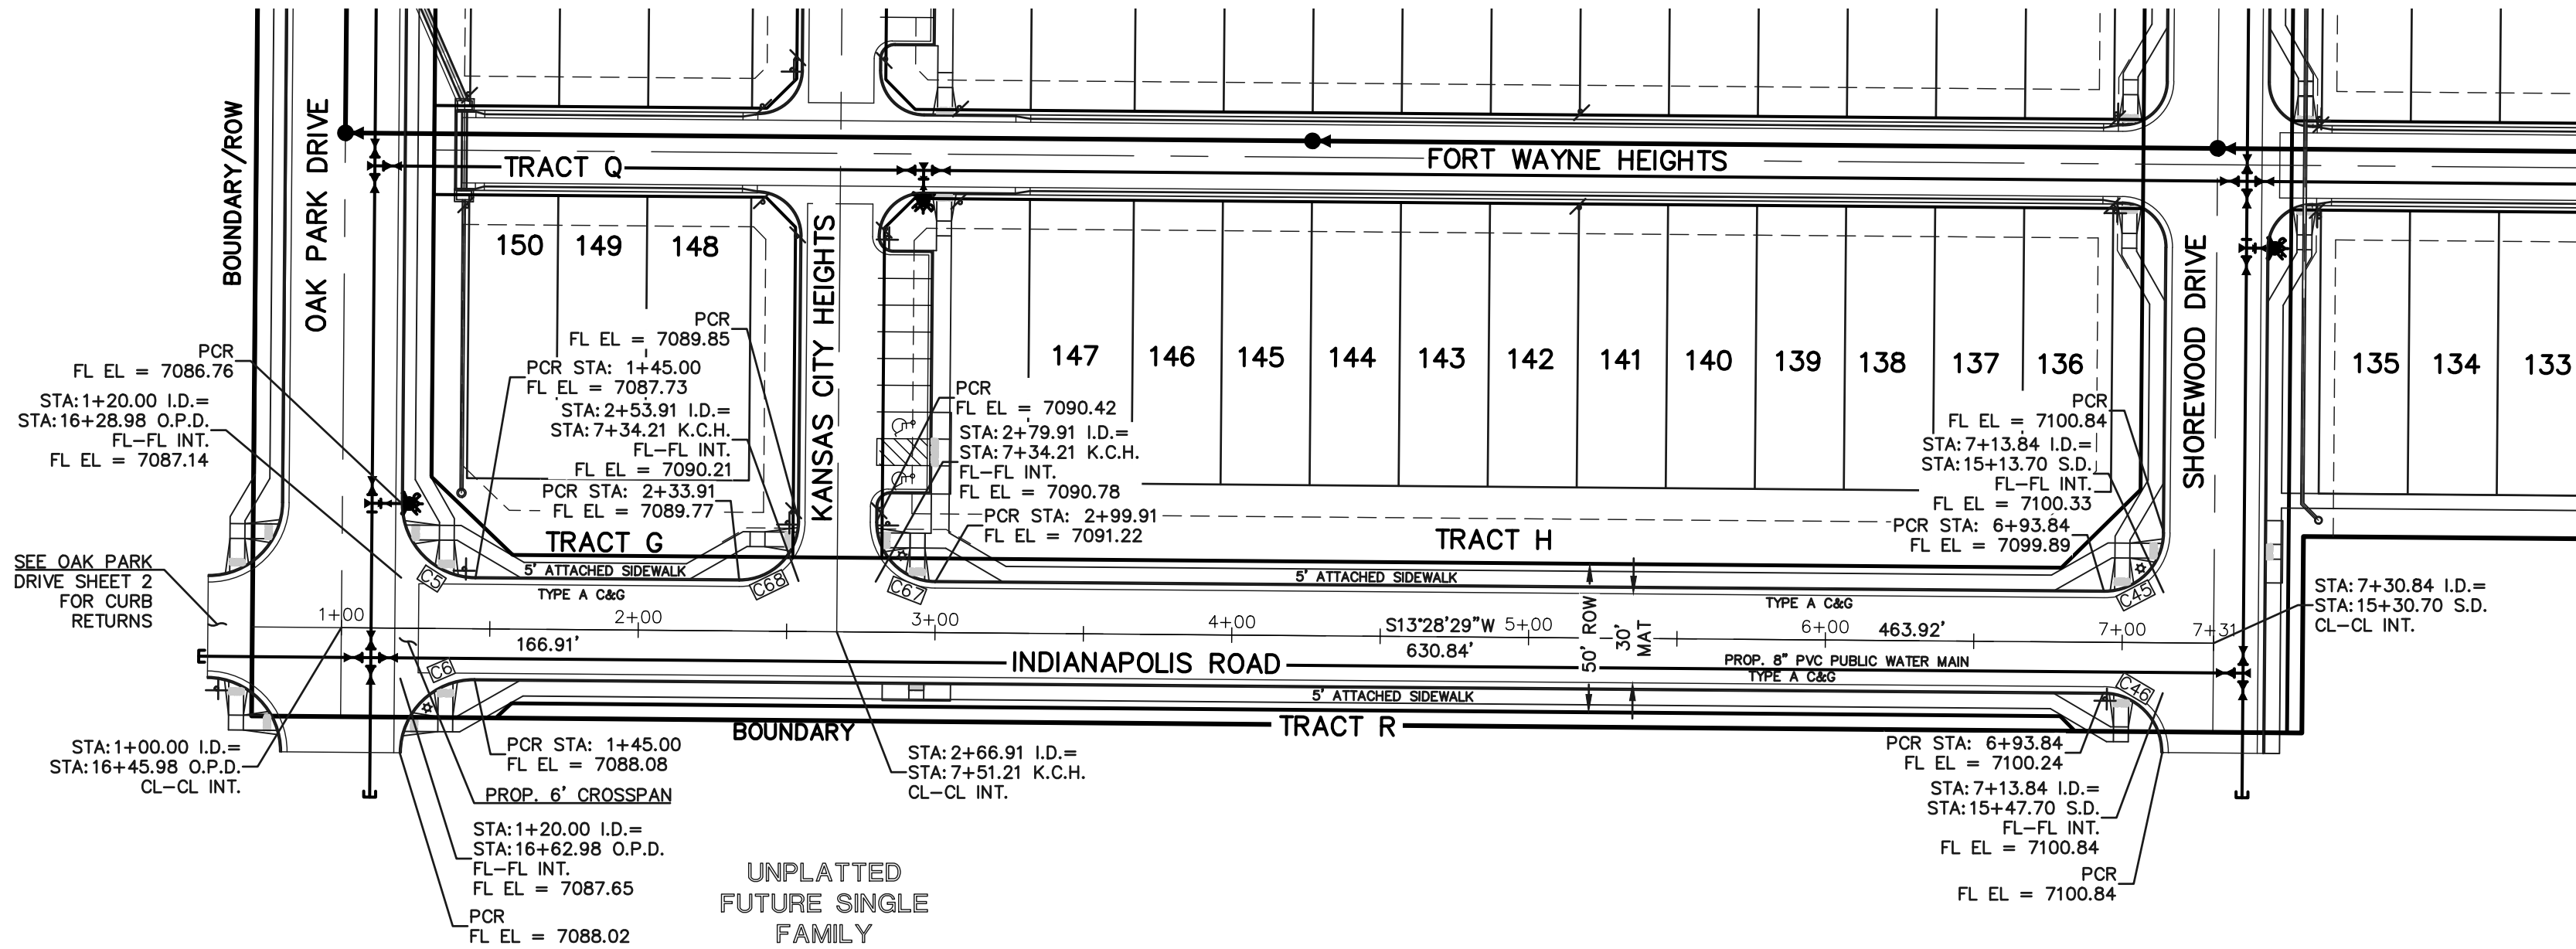 BOUNDARY/ROW
OAK PARK DRIVE
TRACT Q
FORT WAYNE HEIGHTS
KANSAS CITY HEIGHTS
SHOREWOOD DRIVE
150
149
148
147
146
145
144
143
142
141
140
139
138
137
136
135
134
133
PCR
FL EL = 7086.76
STA:1+20.00 I.D.=
STA:16+28.98 O.P.D.
FL-FL INT.
FL EL = 7087.14
PCR
FL EL = 7089.85
PCR STA: 1+45.00
FL EL = 7087.73
STA:2+53.91 I.D.=
STA:7+34.21 K.C.H.
FL-FL INT.
FL EL = 7090.21
PCR STA: 2+33.91
FL EL = 7089.77
PCR
FL EL = 7090.42
STA:2+79.91 I.D.=
STA:7+34.21 K.C.H.
FL-FL INT.
FL EL = 7090.78
PCR STA: 2+99.91
FL EL = 7091.22
PCR
FL EL = 7100.84
STA:7+13.84 I.D.=
STA:15+13.70 S.D.
FL-FL INT.
FL EL = 7100.33
PCR STA: 6+93.84
FL EL = 7099.89
TRACT G
TRACT H
SEE OAK PARK
DRIVE SHEET 2
FOR CURB
RETURNS
5' ATTACHED SIDEWALK
5' ATTACHED SIDEWALK
C5
C68
C67
C45
TYPE A C&G
TYPE A C&G
STA:7+30.84 I.D.=
STA:15+30.70 S.D.
CL-CL INT.
1+00
2+00
3+00
4+00
5+00
6+00
7+00
7+31
S13°28'29"W
166.91'
630.84'
463.92'
50' ROW
30'
MAT
INDIANAPOLIS ROAD
PROP. 8" PVC PUBLIC WATER MAIN
TYPE A C&G
C6
C46
5' ATTACHED SIDEWALK
BOUNDARY
TRACT R
STA:1+00.00 I.D.=
STA:16+45.98 O.P.D.
CL-CL INT.
PCR STA: 1+45.00
FL EL = 7088.08
PROP. 6' CROSSPAN
STA:1+20.00 I.D.=
STA:16+62.98 O.P.D.
FL-FL INT.
FL EL = 7087.65
PCR
FL EL = 7088.02
STA:2+66.91 I.D.=
STA:7+51.21 K.C.H.
CL-CL INT.
PCR STA: 6+93.84
FL EL = 7100.24
STA:7+13.84 I.D.=
STA:15+47.70 S.D.
FL-FL INT.
FL EL = 7100.84
PCR
FL EL = 7100.84
UNPLATTED
FUTURE SINGLE
FAMILY